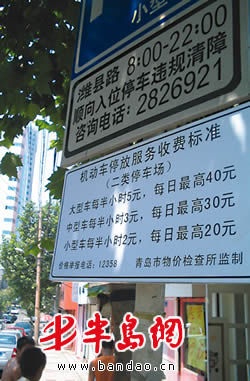 小型
潍县路 8:00-22:00
顺向入位停车违规清障
咨询电话：2826921
机动车停放服务收费标准
（二类停车场）
大型车每半小时5元，每日最高40元
中型车每半小时3元，每日最高30元
小型车每半小时2元，每日最高20元
价格举报电话：12358 青岛市物价检查所监制
半岛网
www.bandao.cn